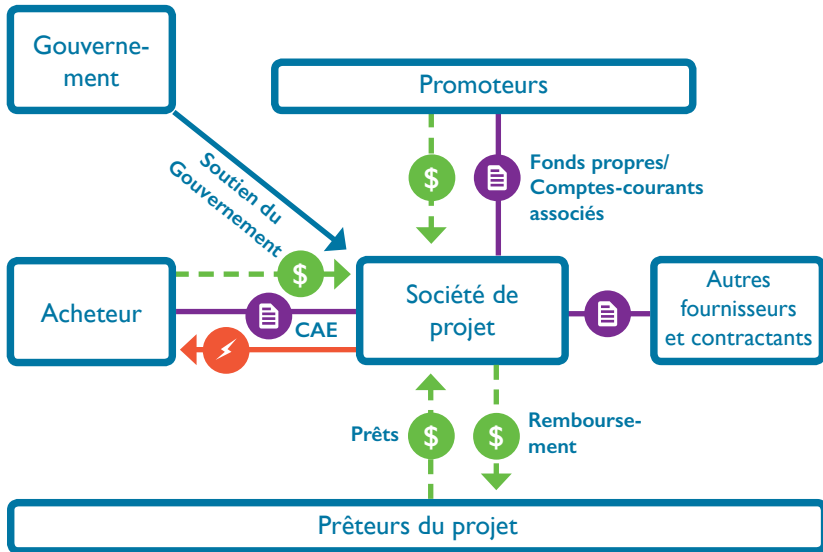 Gouverne-
ment
Promoteurs
Soutien du
Gouvernement
$
Fonds propres/
Comptes-courants
associés
$
Acheteur
CAE
Société de
projet
Autres
fournisseurs
et contractants
Prêts
$
$
Rembourse-
ment
Prêteurs du projet